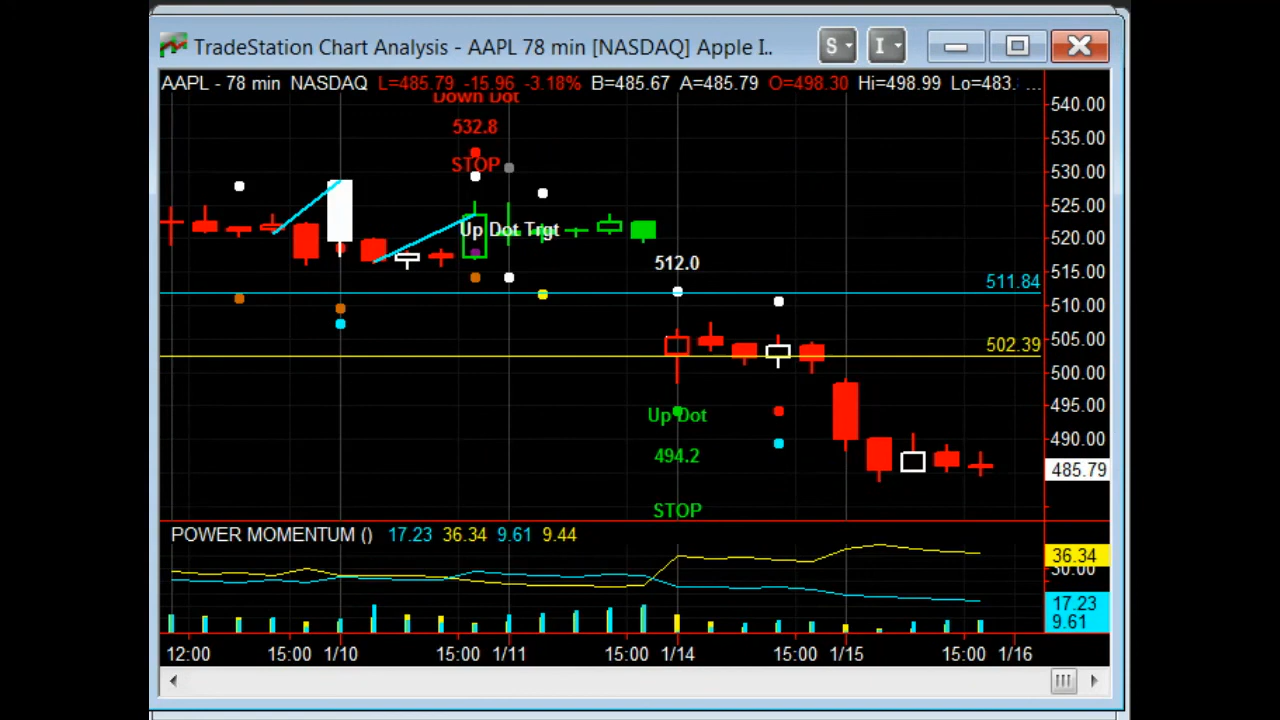 TradeStation Chart Analysis - AAPL 78 min [NASDAQ] Apple I..
S
I
AAPL - 78 min NASDAQ L=485.79 -15.96 -3.18% B=485.67 A=485.79 O=498.30 Hi=498.99 Lo=483. ...
Down Dot
532.8
STOP
Up Dot Trgt
512.0
511.84
502.39
Up Dot
494.2
STOP
540.00
535.00
530.00
525.00
520.00
515.00
510.00
505.00
500.00
495.00
490.00
485.79
POWER MOMENTUM () 17.23 36.34 9.61 9.44
36.34
30.00
17.23
9.61
12:00 15:00 1/10 15:00 1/11 15:00 1/14 15:00 1/15 15:00 1/16